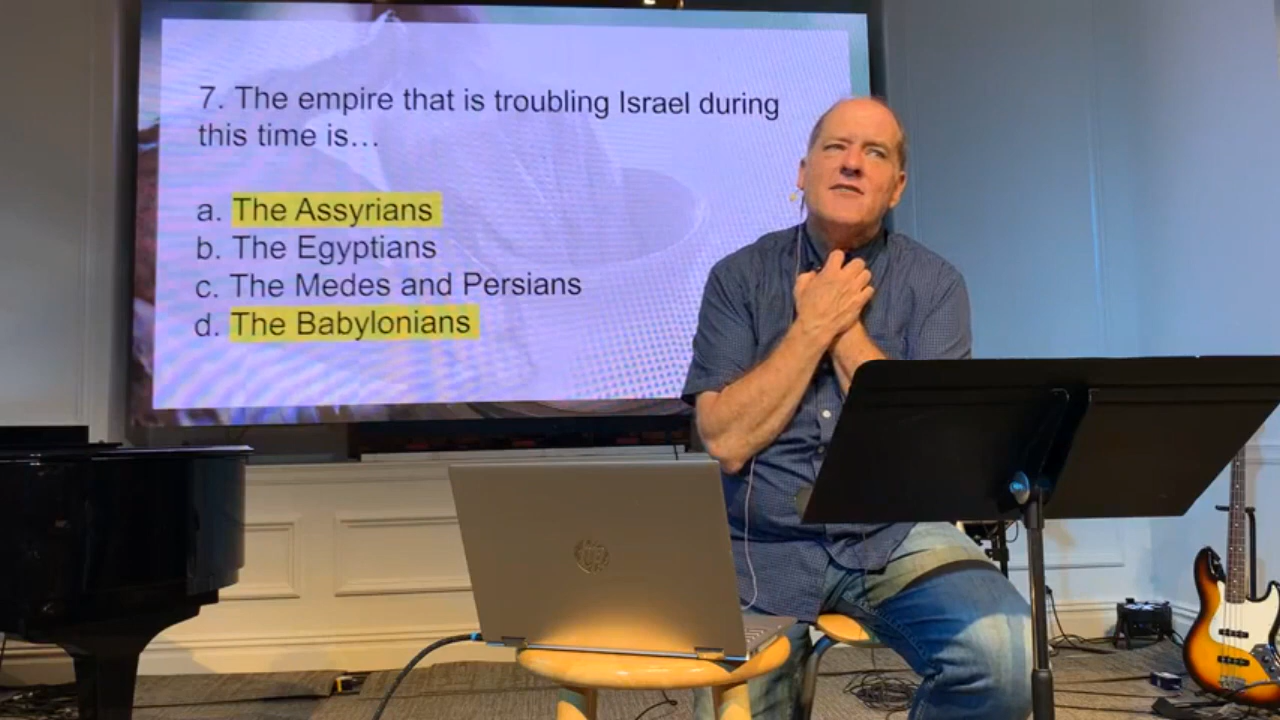 7. The empire that is troubling Israel during
this time is…
a. The Assyrians
b. The Egyptians
c. The Medes and Persians
d. The Babylonians